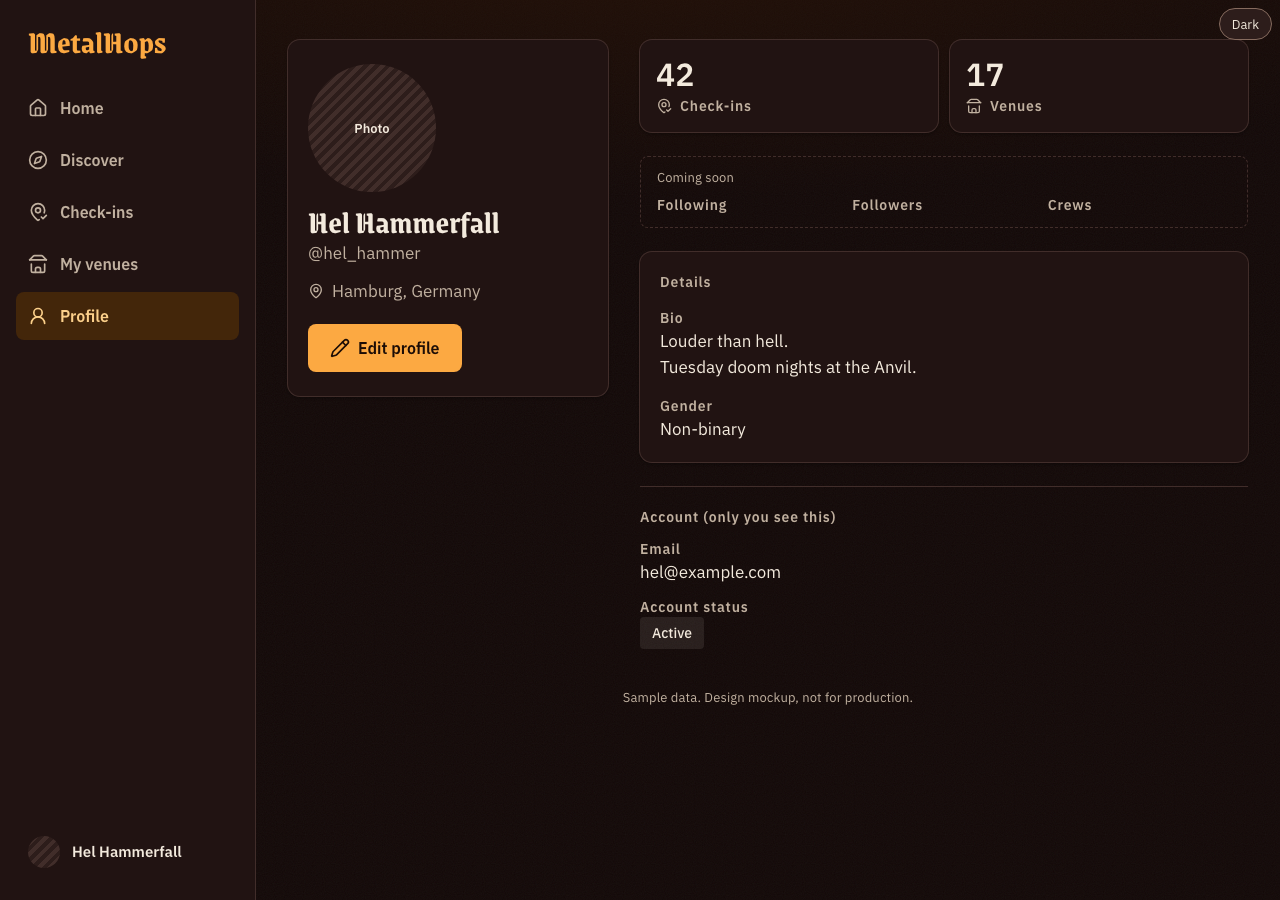 MetalHops
Home
Discover
Check-ins
My venues
Profile
Hel Hammerfall
Photo
Hel Hammerfall
@hel_hammer
Hamburg, Germany
Edit profile
Dark
42
Check-ins
17
Venues
Coming soon
Following
Followers
Crews
Details
Bio
Louder than hell.
Tuesday doom nights at the Anvil.
Gender
Non-binary
Account (only you see this)
Email
hel@example.com
Account status
Active
Sample data. Design mockup, not for production.